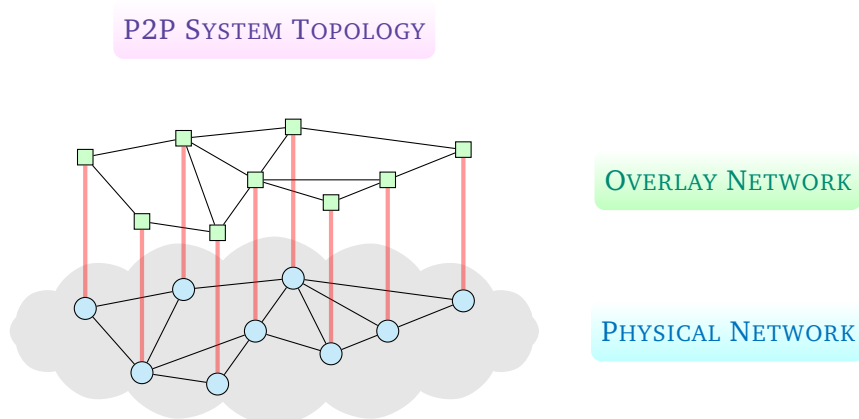 P2P SYSTEM TOPOLOGY
OVERLAY NETWORK
PHYSICAL NETWORK